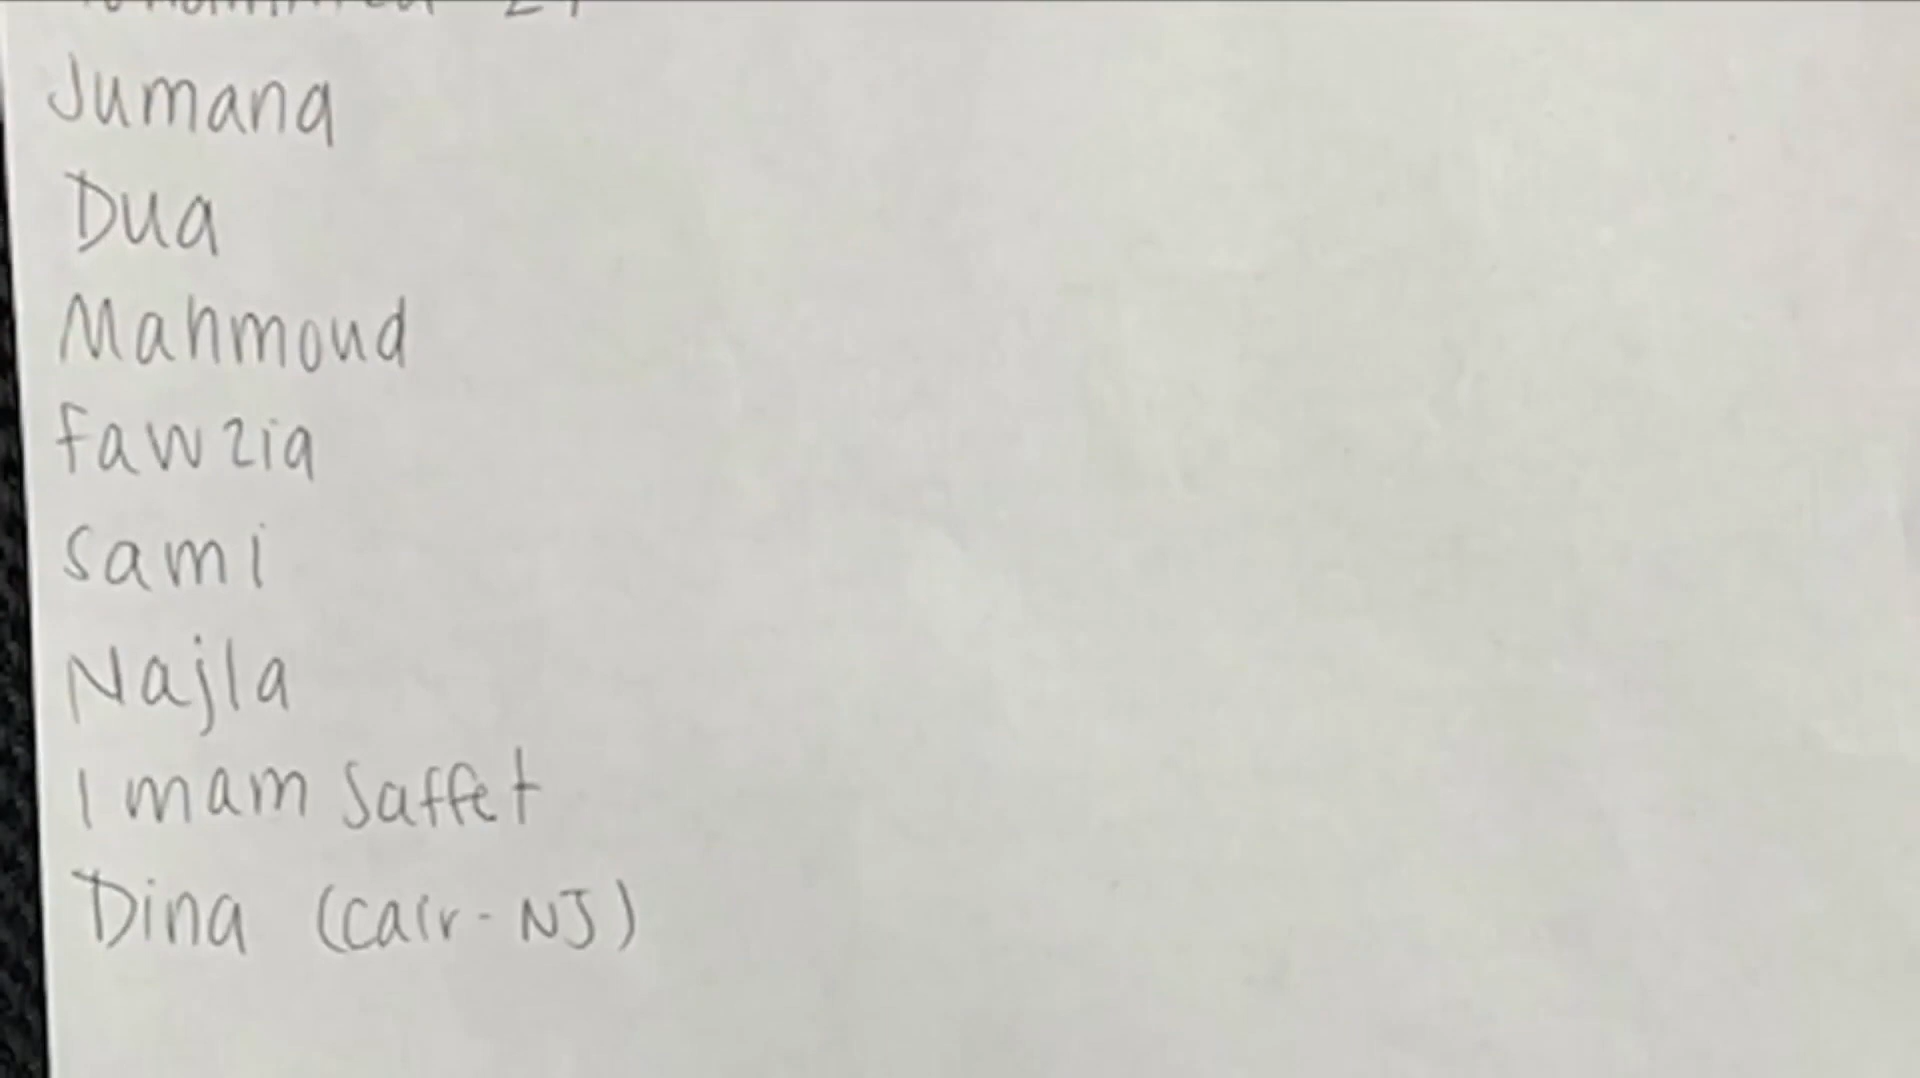 Jumana
Dua
Mahmoud
Fawzia
Sami
Najla
Imam Saffet
Dina (Cair-NJ)